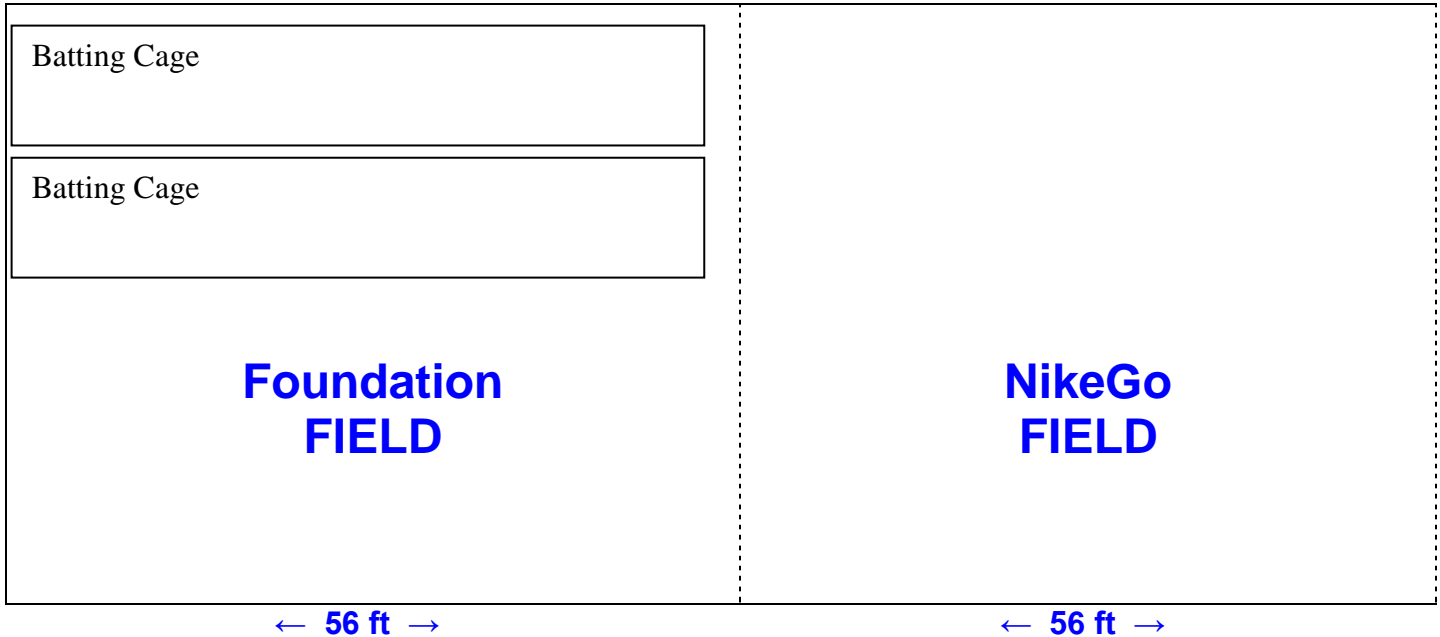 Batting Cage
Batting Cage
Foundation
FIELD
NikeGo
FIELD
← 56 ft →
← 56 ft →